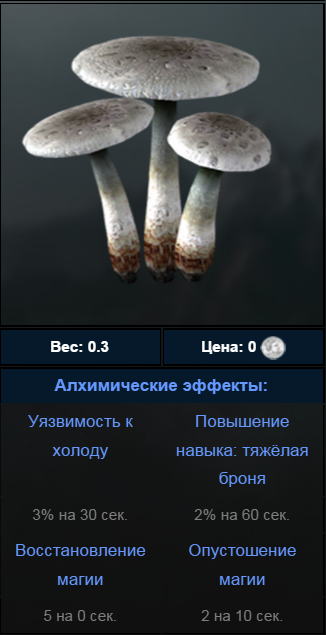 Вес: 0.3
Цена: 0
Алхимические эффекты:
Уязвимость к
холоду
Повышение
навыка: тяжёлая
броня
3% на 30 сек.
2% на 60 сек.
Восстановление
магии
Опустошение
магии
5 на 0 сек.
2 на 10 сек.